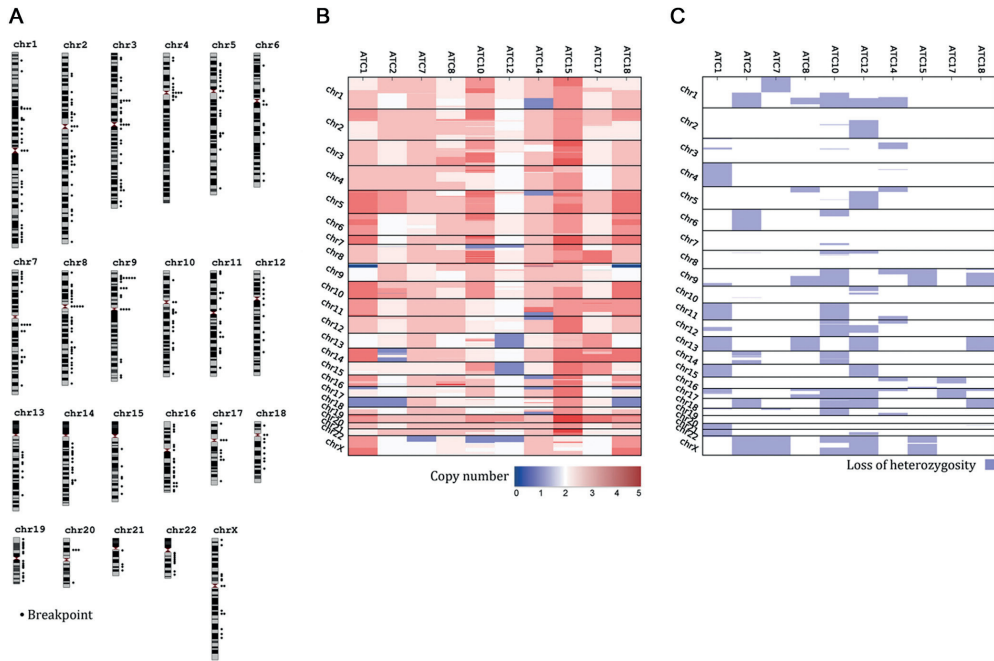 A
chr1 chr2 chr3 chr4 chr5 chr6
chr7 chr8 chr9 chr10 chr11 chr12
chr13 chr14 chr15 chr16 chr17 chr18
chr19 chr20 chr21 chr22 chrX
• Breakpoint
B
ATC1 ATC2 ATC7 ATC8 ATC10 ATC12 ATC14 ATC15 ATC17 ATC18
chr1
chr2
chr3
chr4
chr5
chr6
chr7
chr8
chr9
chr10
chr11
chr12
chr13
chr14
chr15
chr16
chr17
chr18
chr19
chr20
chr21
chr22
chrX
Copy number
0 1 2 3 4 5
C
ATC1 ATC2 ATC7 ATC8 ATC10 ATC12 ATC14 ATC15 ATC17 ATC18
chr1
chr2
chr3
chr4
chr5
chr6
chr7
chr8
chr9
chr10
chr11
chr12
chr13
chr14
chr15
chr16
chr17
chr18
chr19
chr20
chr21
chr22
chrX
Loss of heterozygosity